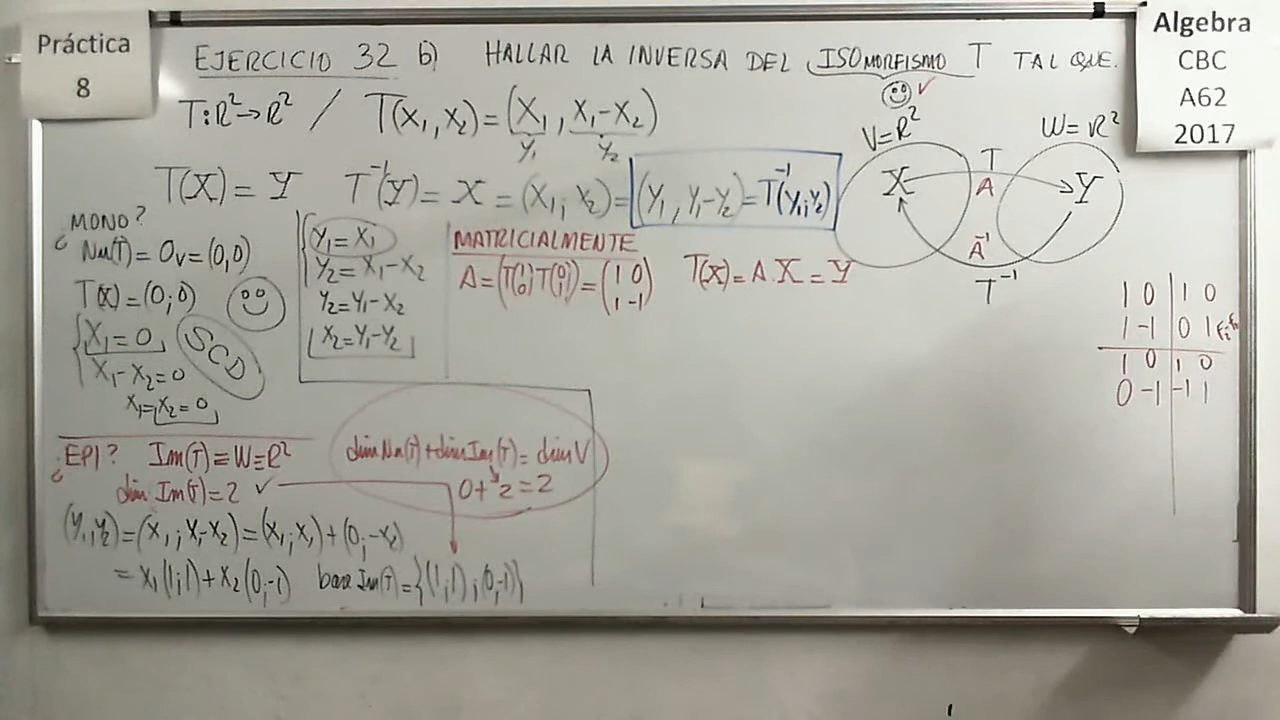 Práctica
8
Algebra
CBC
A62
2017
EJERCICIO 32 b) HALLAR LA INVERSA DEL ISOMORFISMO T TAL QUE.
T:R²→R² / T(X₁,X₂)=(X₁,X₁-X₂)
Y₁ Y₂
T(X)=Y T⁻¹(Y)=X=(X₁;X₂)=(Y₁,Y₁-Y₂)=T⁻¹(Y₁;Y₂)
V=R² W=R²
X T Y
A
A⁻¹
T⁻¹
¿MONO?
Nu(T)=Oᵥ=(0,0)
T(X)=(0;0)
X₁=0
X₁-X₂=0
X₁=X₂=0
SCD
Y₁=X₁
Y₂=X₁-X₂
Y₂=Y₁-X₂
X₂=Y₁-Y₂
MATRICIALMENTE
A=(T(1 0) T(0 1))=(1 0
1 -1)
T(X)=A.X=Y
1 0 | 1 0
1 -1 | 0 1 F₂-F₁
1 0 | 1 0
0 -1 | -1 1
¿EPI? Im(T)=W=R²
dim Im(T)=2 ✓
dim Nu(T)+dim Im(T)=dim V
0+2=2
(Y₁,Y₂)=(X₁;X₁-X₂)=(X₁;X₁)+(0;-X₂)
=X₁(1;1)+X₂(0;-1) base Im(T)={(1;1);(0;-1)}